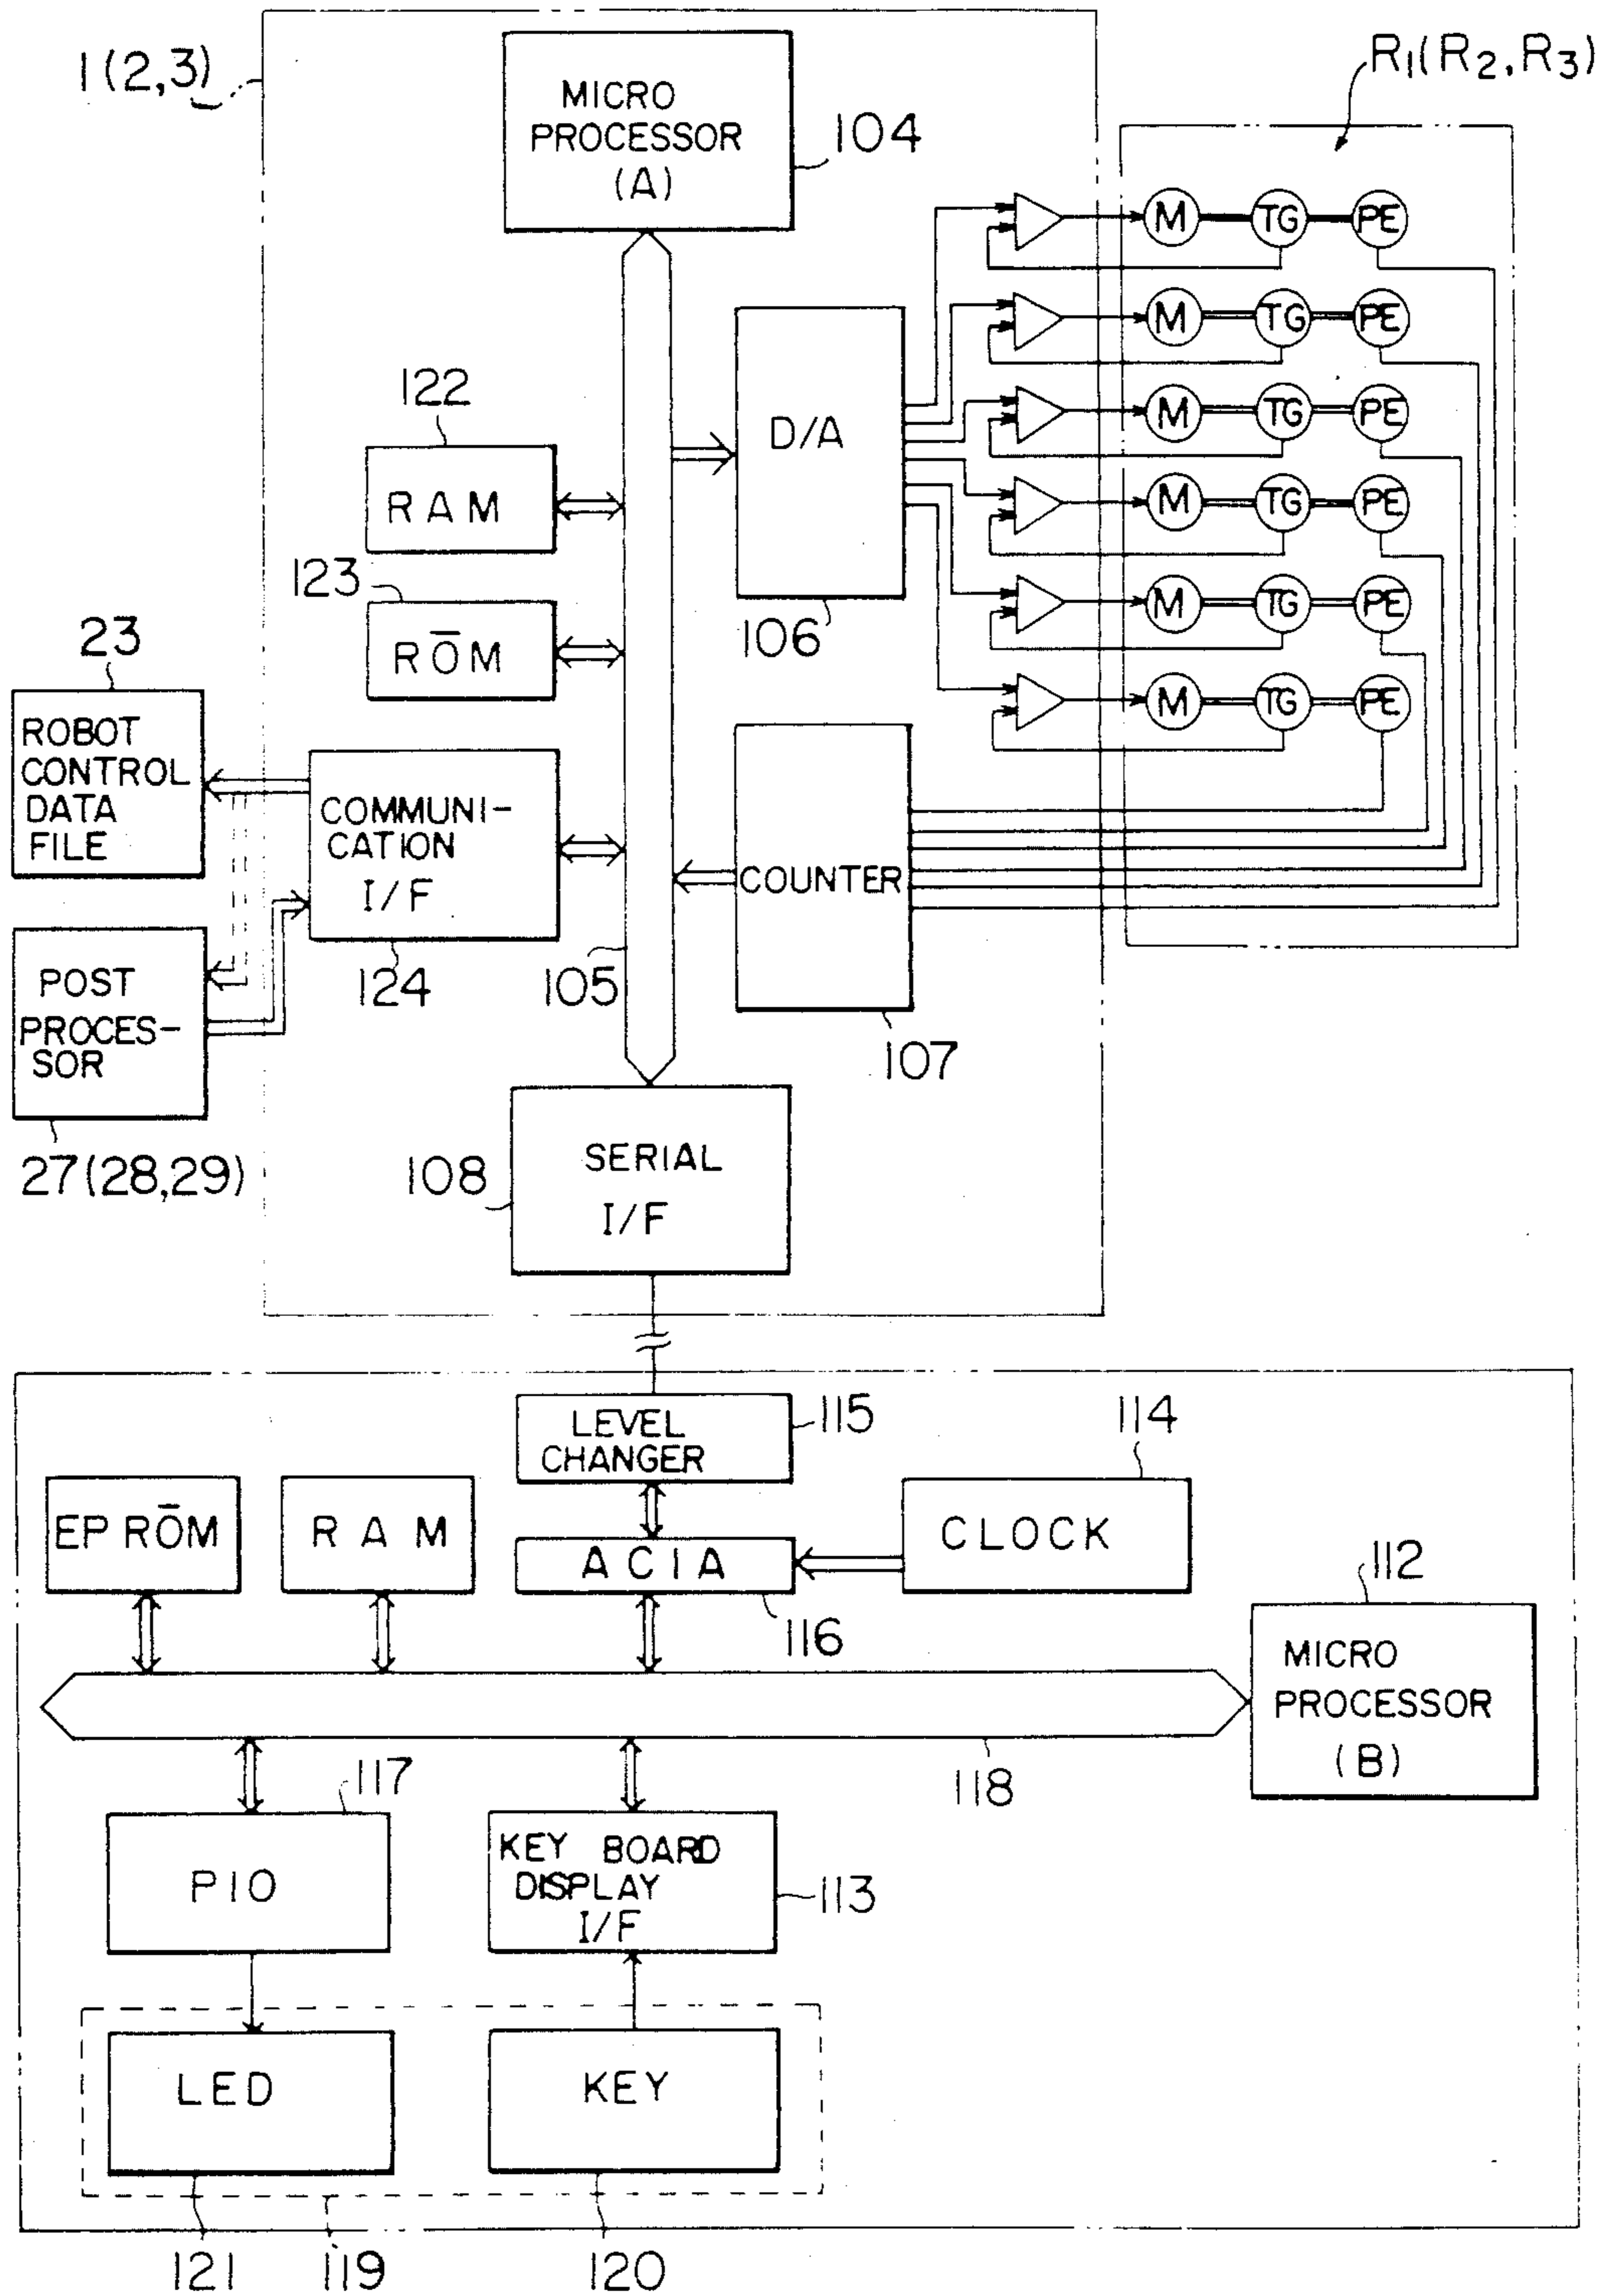 1(2,3)
R1(R2,R3)
MICRO
PROCESSOR
(A)
104
M TG PE
M TG PE
M TG PE
M TG PE
M TG PE
M TG PE
122
RAM
D/A
106
123
RŌM
23
ROBOT
CONTROL
DATA
FILE
COMMUNI-
CATION
I/F
124
105
COUNTER
107
POST
PROCES-
SOR
27(28,29)
108
SERIAL
I/F
LEVEL
CHANGER
115
114
EPRŌM
RAM
ACIA
116
CLOCK
112
MICRO
PROCESSOR
(B)
118
117
PIO
KEY BOARD
DISPLAY
I/F
113
LED
KEY
121
119
120